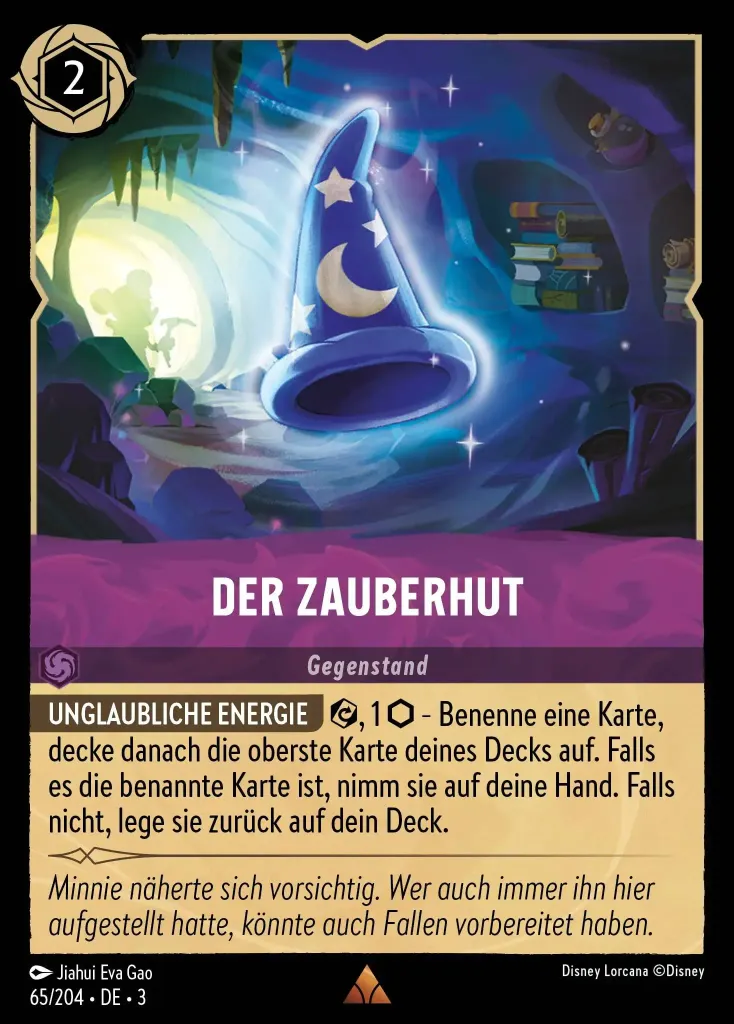 2
DER ZAUBERHUT
Gegenstand
UNGLAUBLICHE ENERGIE , 1 - Benenne eine Karte,
decke danach die oberste Karte deines Decks auf. Falls
es die benannte Karte ist, nimm sie auf deine Hand. Falls
nicht, lege sie zurück auf dein Deck.
Minnie näherte sich vorsichtig. Wer auch immer ihn hier
aufgestellt hatte, könnte auch Fallen vorbereitet haben.
Jiahui Eva Gao
Disney Lorcana ©Disney
65/204 • DE • 3